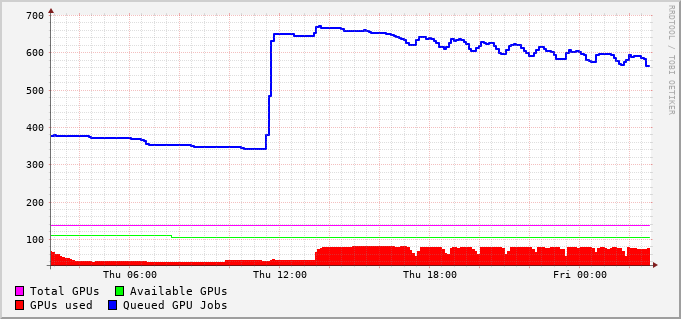 700
600
500
400
300
200
100
Thu 06:00 Thu 12:00 Thu 18:00 Fri 00:00
Total GPUs Available GPUs
GPUs used Queued GPU Jobs
RRDTOOL / TOBI OETIKER